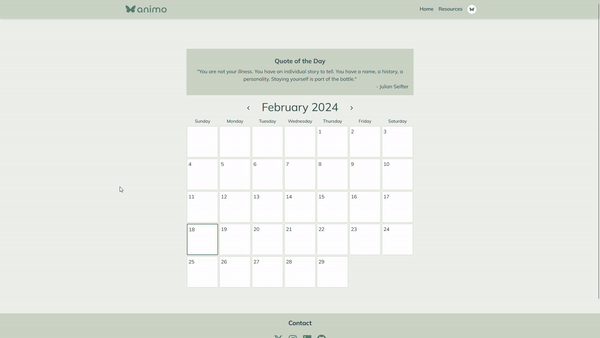 animo
Home Resources
Quote of the Day
"You are not your illness. You have an individual story to tell. You have a name, a history, a
personality. Staying yourself is part of the battle."
- Julian Seifter
‹ February 2024 ›
Sunday Monday Tuesday Wednesday Thursday Friday Saturday
1 2 3
4 5 6 7 8 9 10
11 12 13 14 15 16 17
18 19 20 21 22 23 24
25 26 27 28 29
Contact